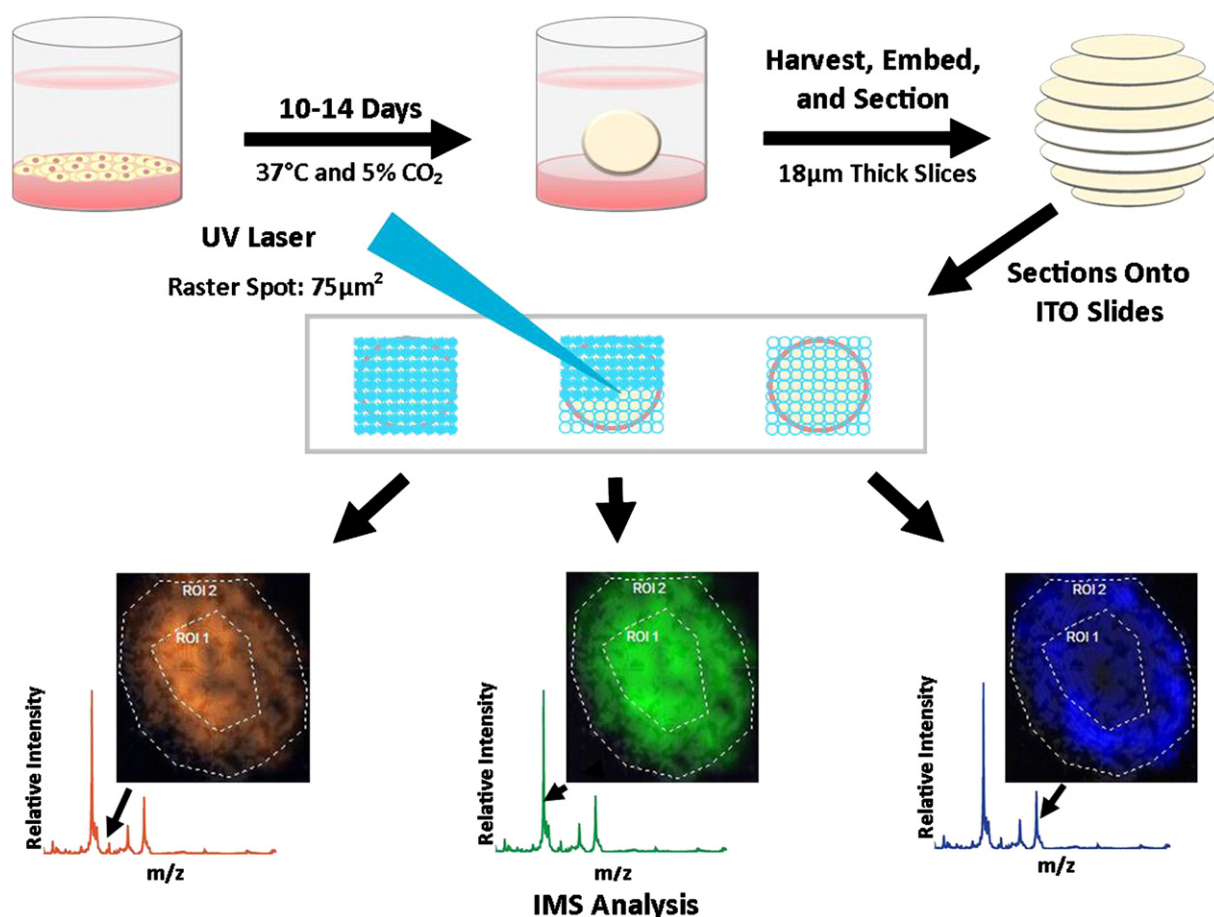 10-14 Days
37°C and 5% CO₂
Harvest, Embed,
and Section
18µm Thick Slices
UV Laser
Raster Spot: 75µm²
Sections Onto
ITO Slides
ROI 2
ROI 1
Relative Intensity
m/z
ROI 2
ROI 1
Relative Intensity
m/z
ROI 2
ROI 1
Relative Intensity
m/z
IMS Analysis